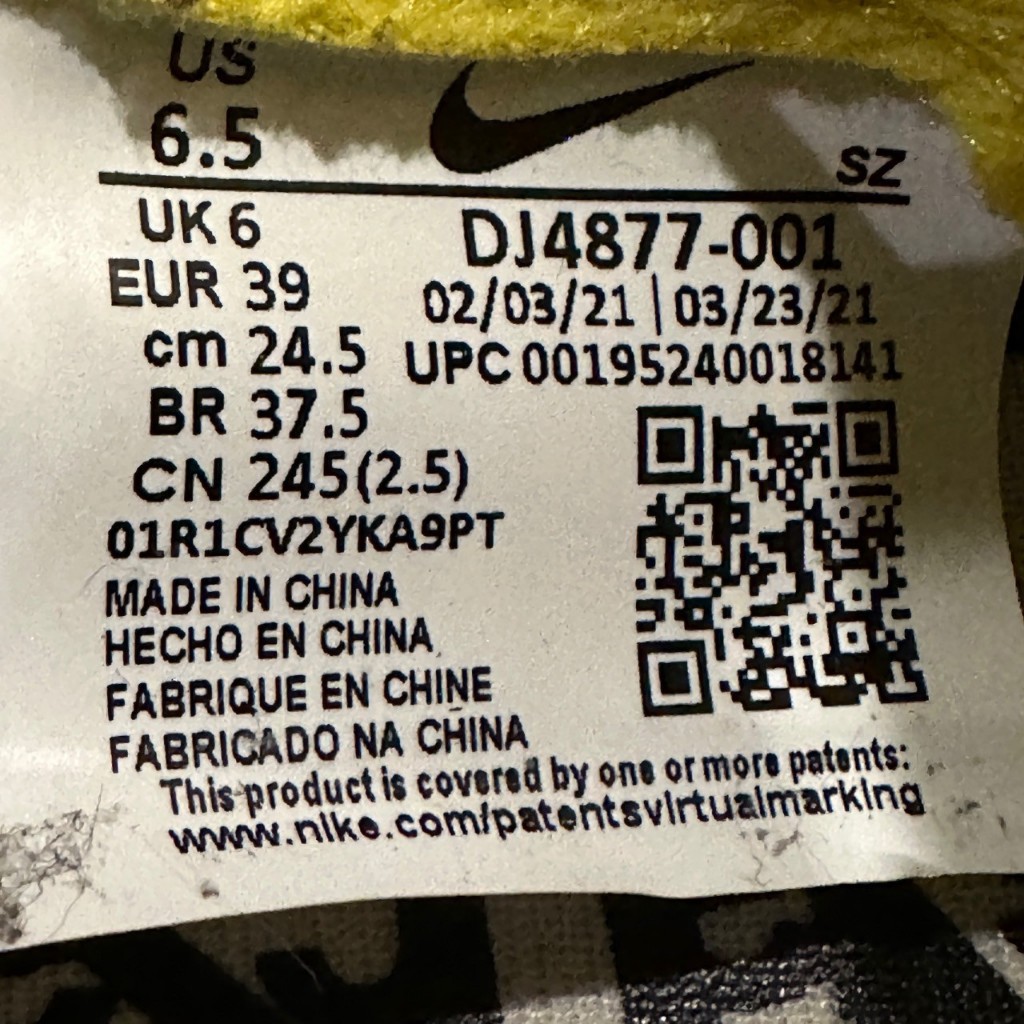 US
6.5
SZ
UK 6
DJ4877-001
EUR 39
02/03/21 | 03/23/21
cm 24.5
UPC 00195240018141
BR 37.5
CN 245(2.5)
01R1CV2YKA9PT
MADE IN CHINA
HECHO EN CHINA
FABRIQUE EN CHINE
FABRICADO NA CHINA
This product is covered by one or more patents:
www.nike.com/patentsvirtualmarking